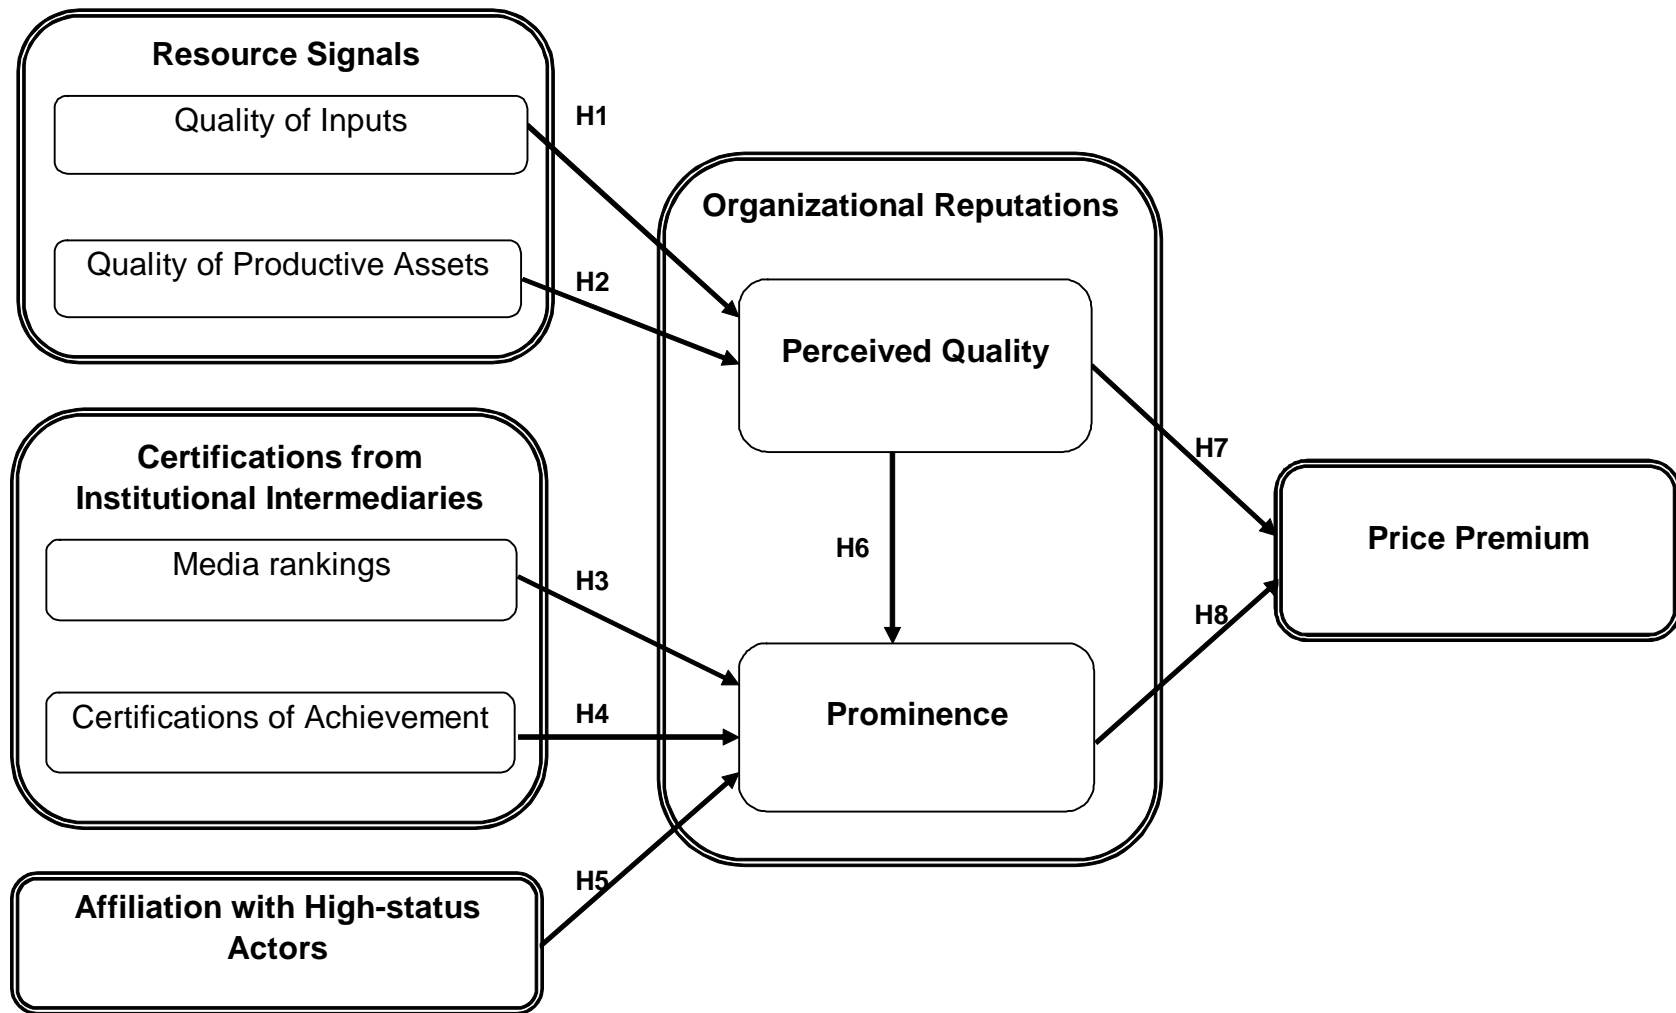 Resource Signals
Quality of Inputs
Quality of Productive Assets
H1
H2
Certifications from
Institutional Intermediaries
Media rankings
Certifications of Achievement
H3
H4
Affiliation with High-status
Actors
H5
Organizational Reputations
Perceived Quality
H6
Prominence
H7
H8
Price Premium